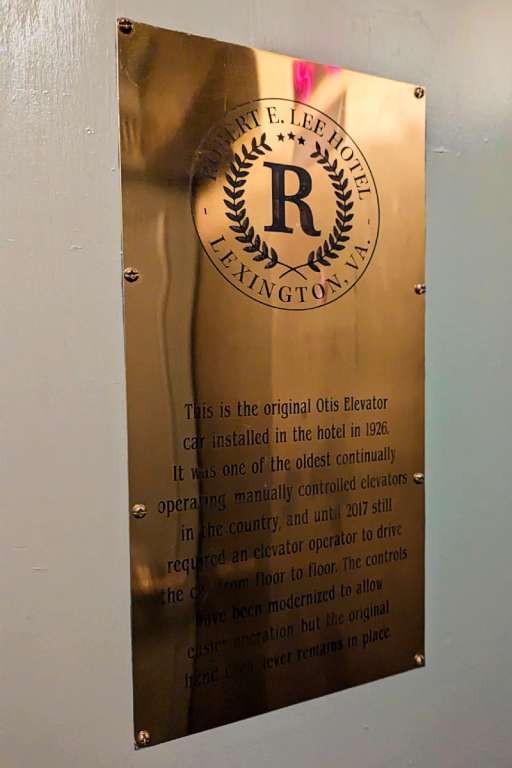 ROBERT E. LEE HOTEL
R
- LEXINGTON, VA. -
This is the original Otis Elevator
car installed in the hotel in 1926.
It was one of the oldest continually
operating manually controlled elevators
in the country, and until 2017 still
required an elevator operator to drive
the car from floor to floor. The controls
have been modernized to allow
easier operation but the original
hand lever remains in place